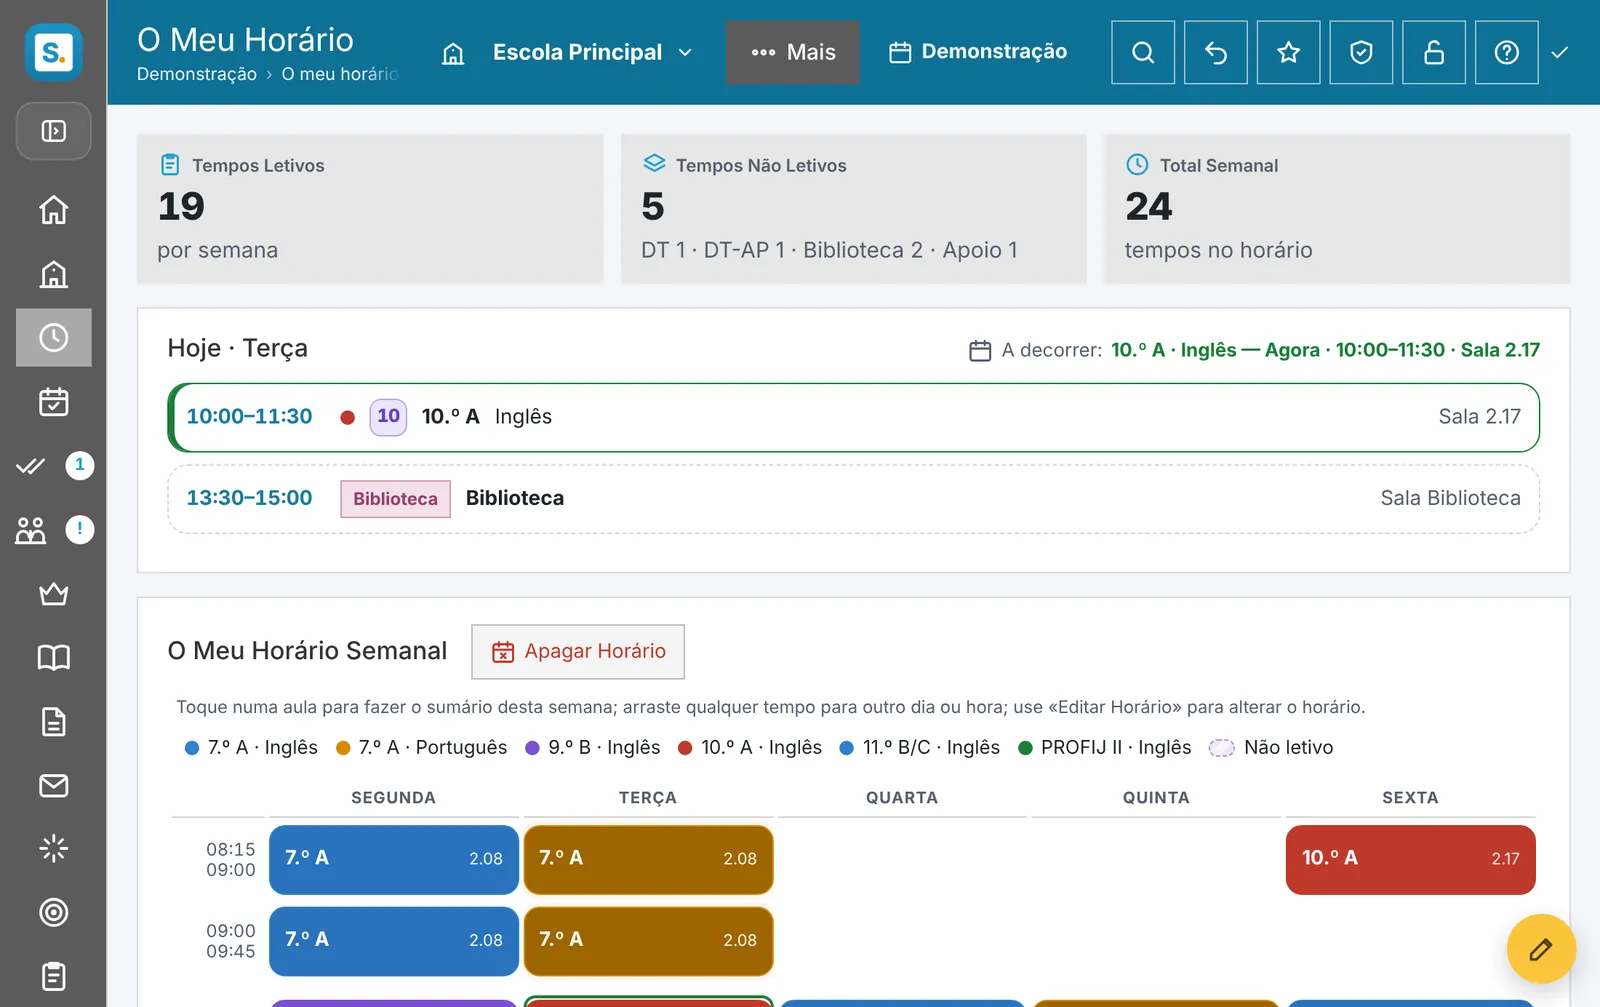 S.
O Meu Horário
Demonstração › O meu horário
Escola Principal
Mais
Demonstração
1
!
Tempos Letivos
19
por semana
Tempos Não Letivos
5
DT 1 · DT-AP 1 · Biblioteca 2 · Apoio 1
Total Semanal
24
tempos no horário
Hoje · Terça
A decorrer: 10.º A · Inglês — Agora · 10:00–11:30 · Sala 2.17
10:00–11:30 10 10.º A Inglês Sala 2.17
13:30–15:00 Biblioteca Biblioteca Sala Biblioteca
O Meu Horário Semanal
Apagar Horário
Toque numa aula para fazer o sumário desta semana; arraste qualquer tempo para outro dia ou hora; use «Editar Horário» para alterar o horário.
7.º A · Inglês 7.º A · Português 9.º B · Inglês 10.º A · Inglês 11.º B/C · Inglês PROFIJ II · Inglês Não letivo
SEGUNDA TERÇA QUARTA QUINTA SEXTA
08:15
09:00
7.º A 2.08
7.º A 2.08
10.º A 2.17
09:00
09:45
7.º A 2.08
7.º A 2.08